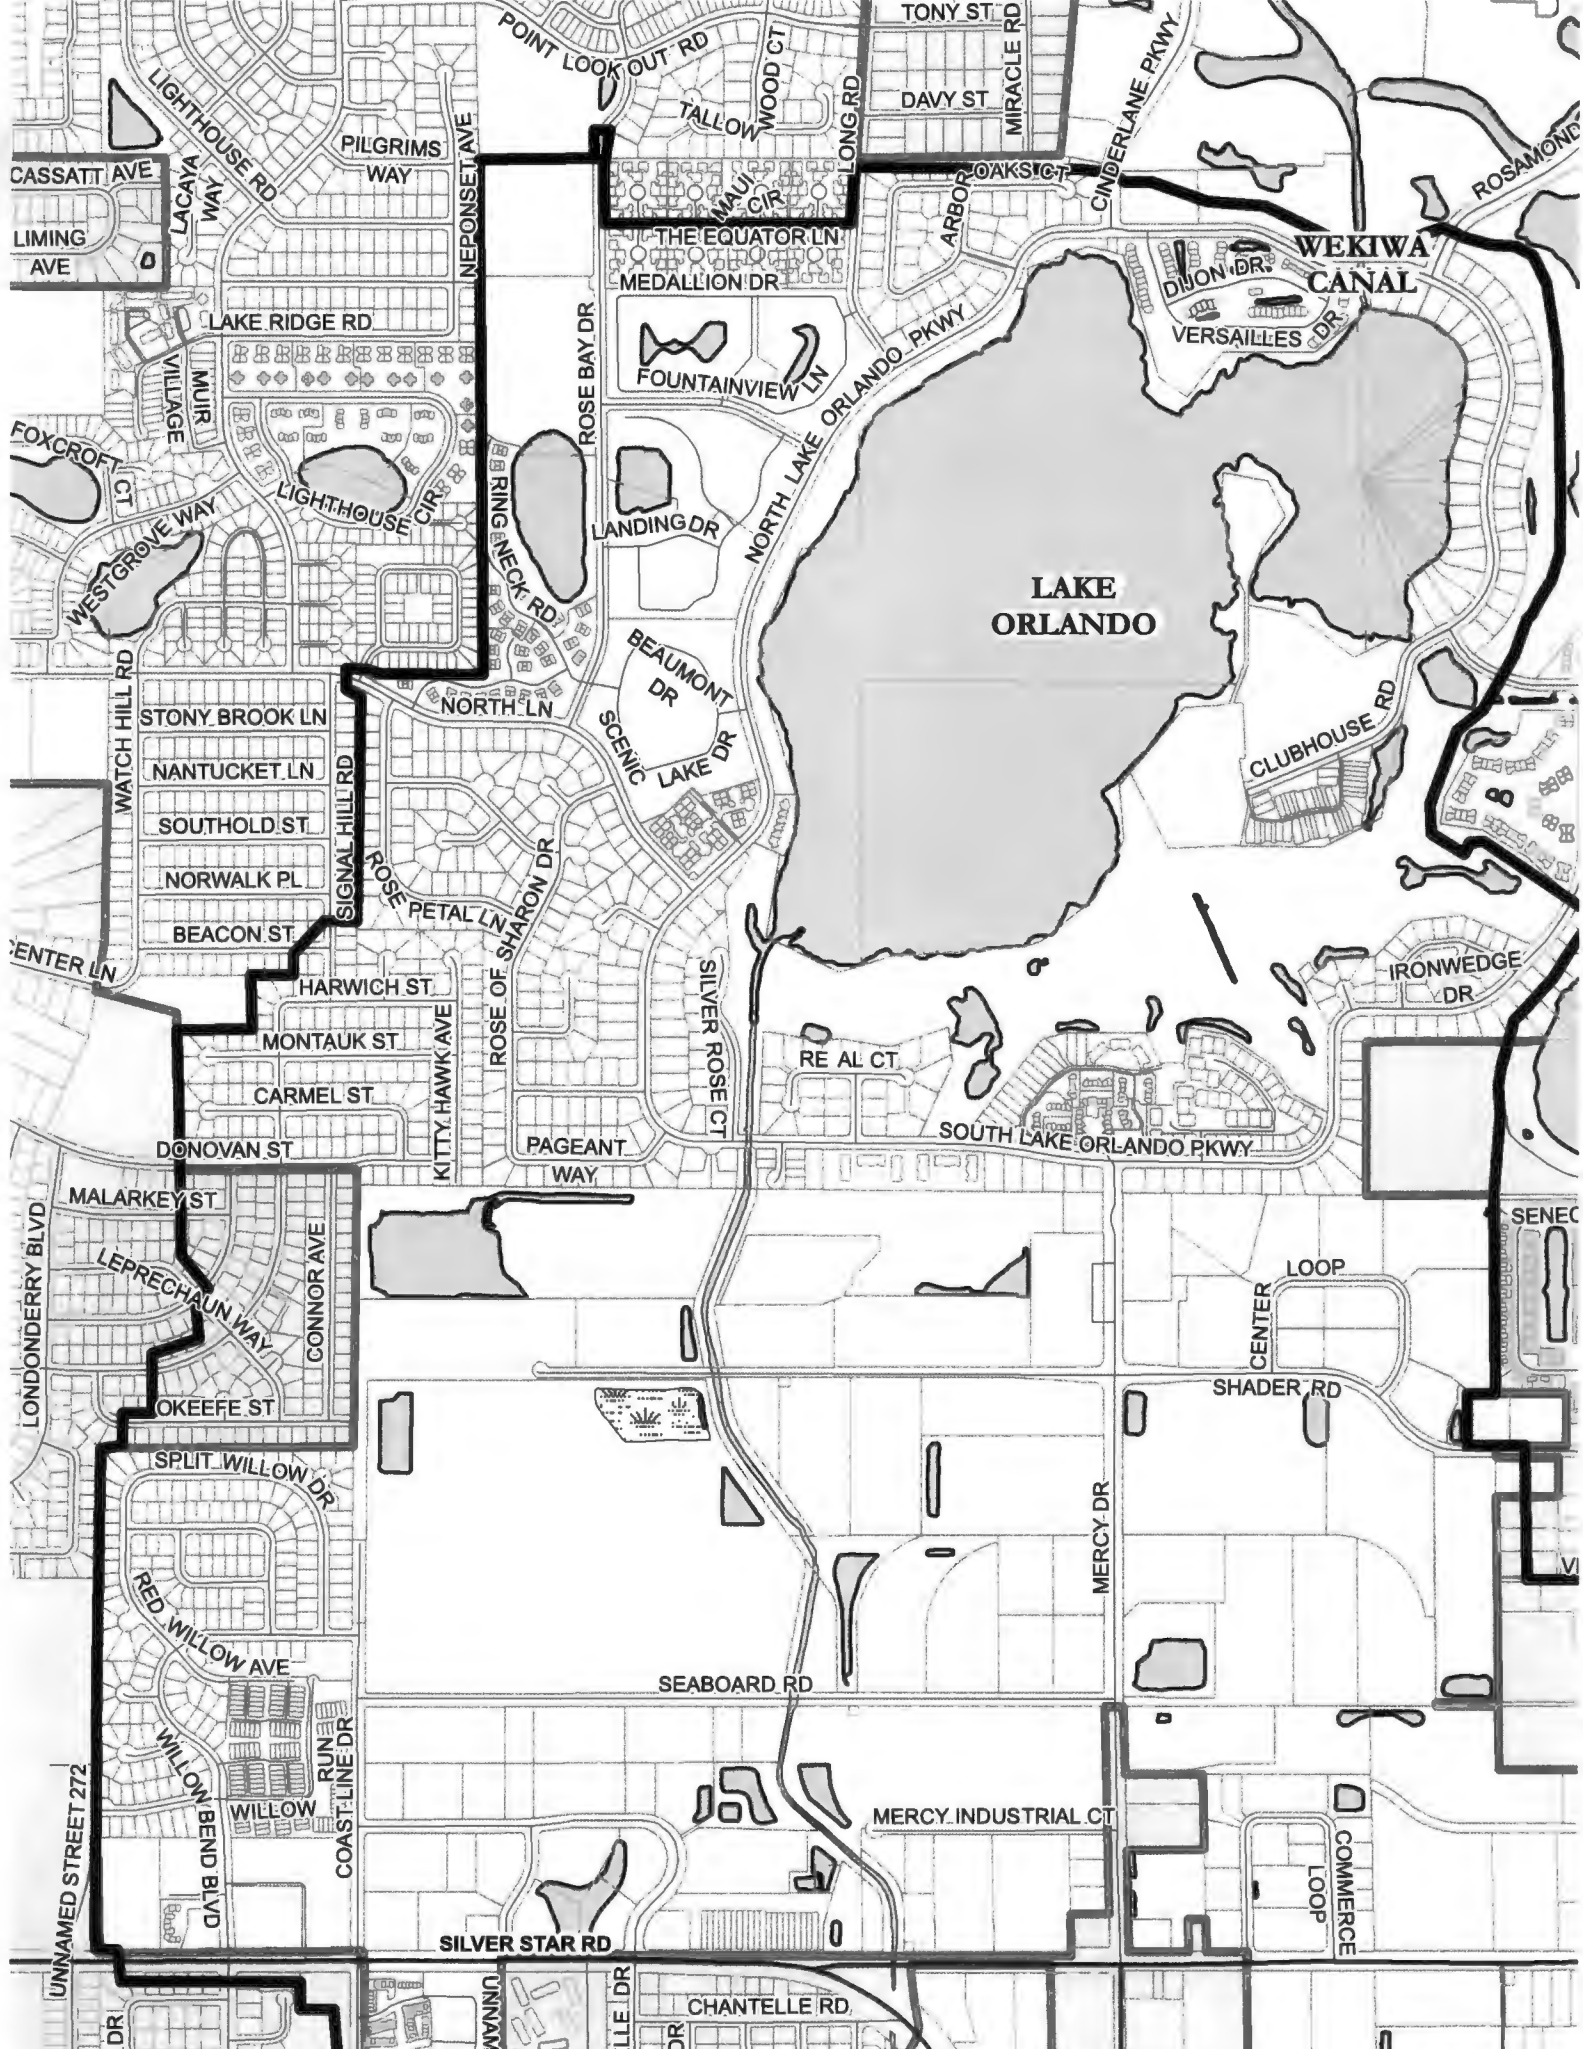 TONY ST
MIRACLE RD
POINT LOOK OUT RD
WOOD CT
CINDERLANE PKWY
LIGHTHOUSE RD
LONG RD
DAVY ST
TALLOW
PILGRIMS
WAY
NEPONSET AVE
ROSAMOND
CASSATT AVE
LACAYA
WAY
OAKS CT
ARBOR
MAUI
CIR
LIMING
AVE
THE EQUATOR LN
WEKIWA
CANAL
MEDALLION DR
DIJON DR
LAKE RIDGE RD
VERSAILLES DR
ROSE BAY DR
NORTH LAKE ORLANDO PKWY
VILLAGE
MUIR
FOUNTAINVIEW LN
FOXCROFT
CT
LIGHTHOUSE CIR
RING NECK RD
LANDING DR
WESTGROVE WAY
LAKE
ORLANDO
BEAUMONT
DR
WATCH HILL RD
NORTH LN
STONY BROOK LN
SCENIC
LAKE DR
CLUBHOUSE RD
NANTUCKET LN
SIGNAL HILL RD
SOUTHOLD ST
NORWALK PL
ROSE PETAL LN
ROSE OF SHARON DR
BEACON ST
CENTER LN
IRONWEDGE
DR
HARWICH ST
SILVER ROSE CT
KITTY HAWK AVE
MONTAUK ST
RE AL CT
CARMEL ST
DONOVAN ST
PAGEANT
WAY
SOUTH LAKE ORLANDO PKWY
MALARKEY ST
LONDONDERRY BLVD
LEPRECHAUN WAY
CONNOR AVE
SENEC
LOOP
CENTER
SHADER RD
OKEEFE ST
SPLIT WILLOW DR
MERCY DR
VI
RED WILLOW AVE
SEABOARD RD
RUN
COAST LINE DR
WILLOW BEND BLVD
WILLOW
UNNAMED STREET 272
MERCY INDUSTRIAL CT
COMMERCE
LOOP
SILVER STAR RD
DR
UNNAM
LLE DR
DR
CHANTELLE RD